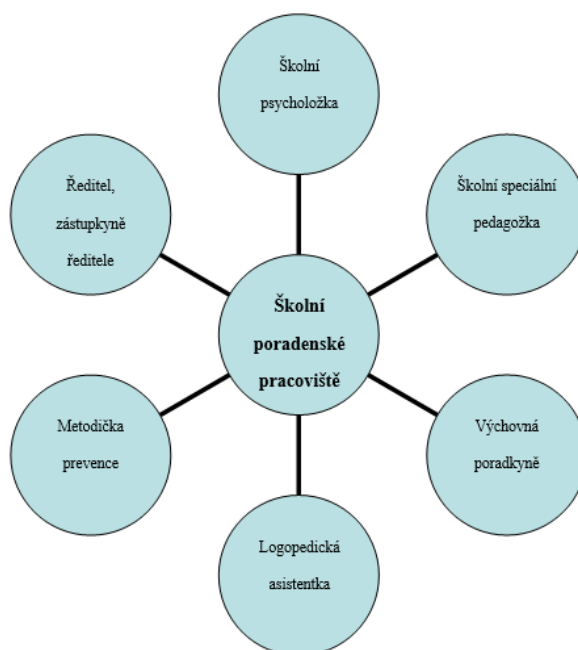 Školní
psycholožka
Ředitel,
zástupkyně
ředitele
Školní speciální
pedagožka
Školní
poradenské
pracoviště
Metodička
prevence
Výchovná
poradkyně
Logopedická
asistentka